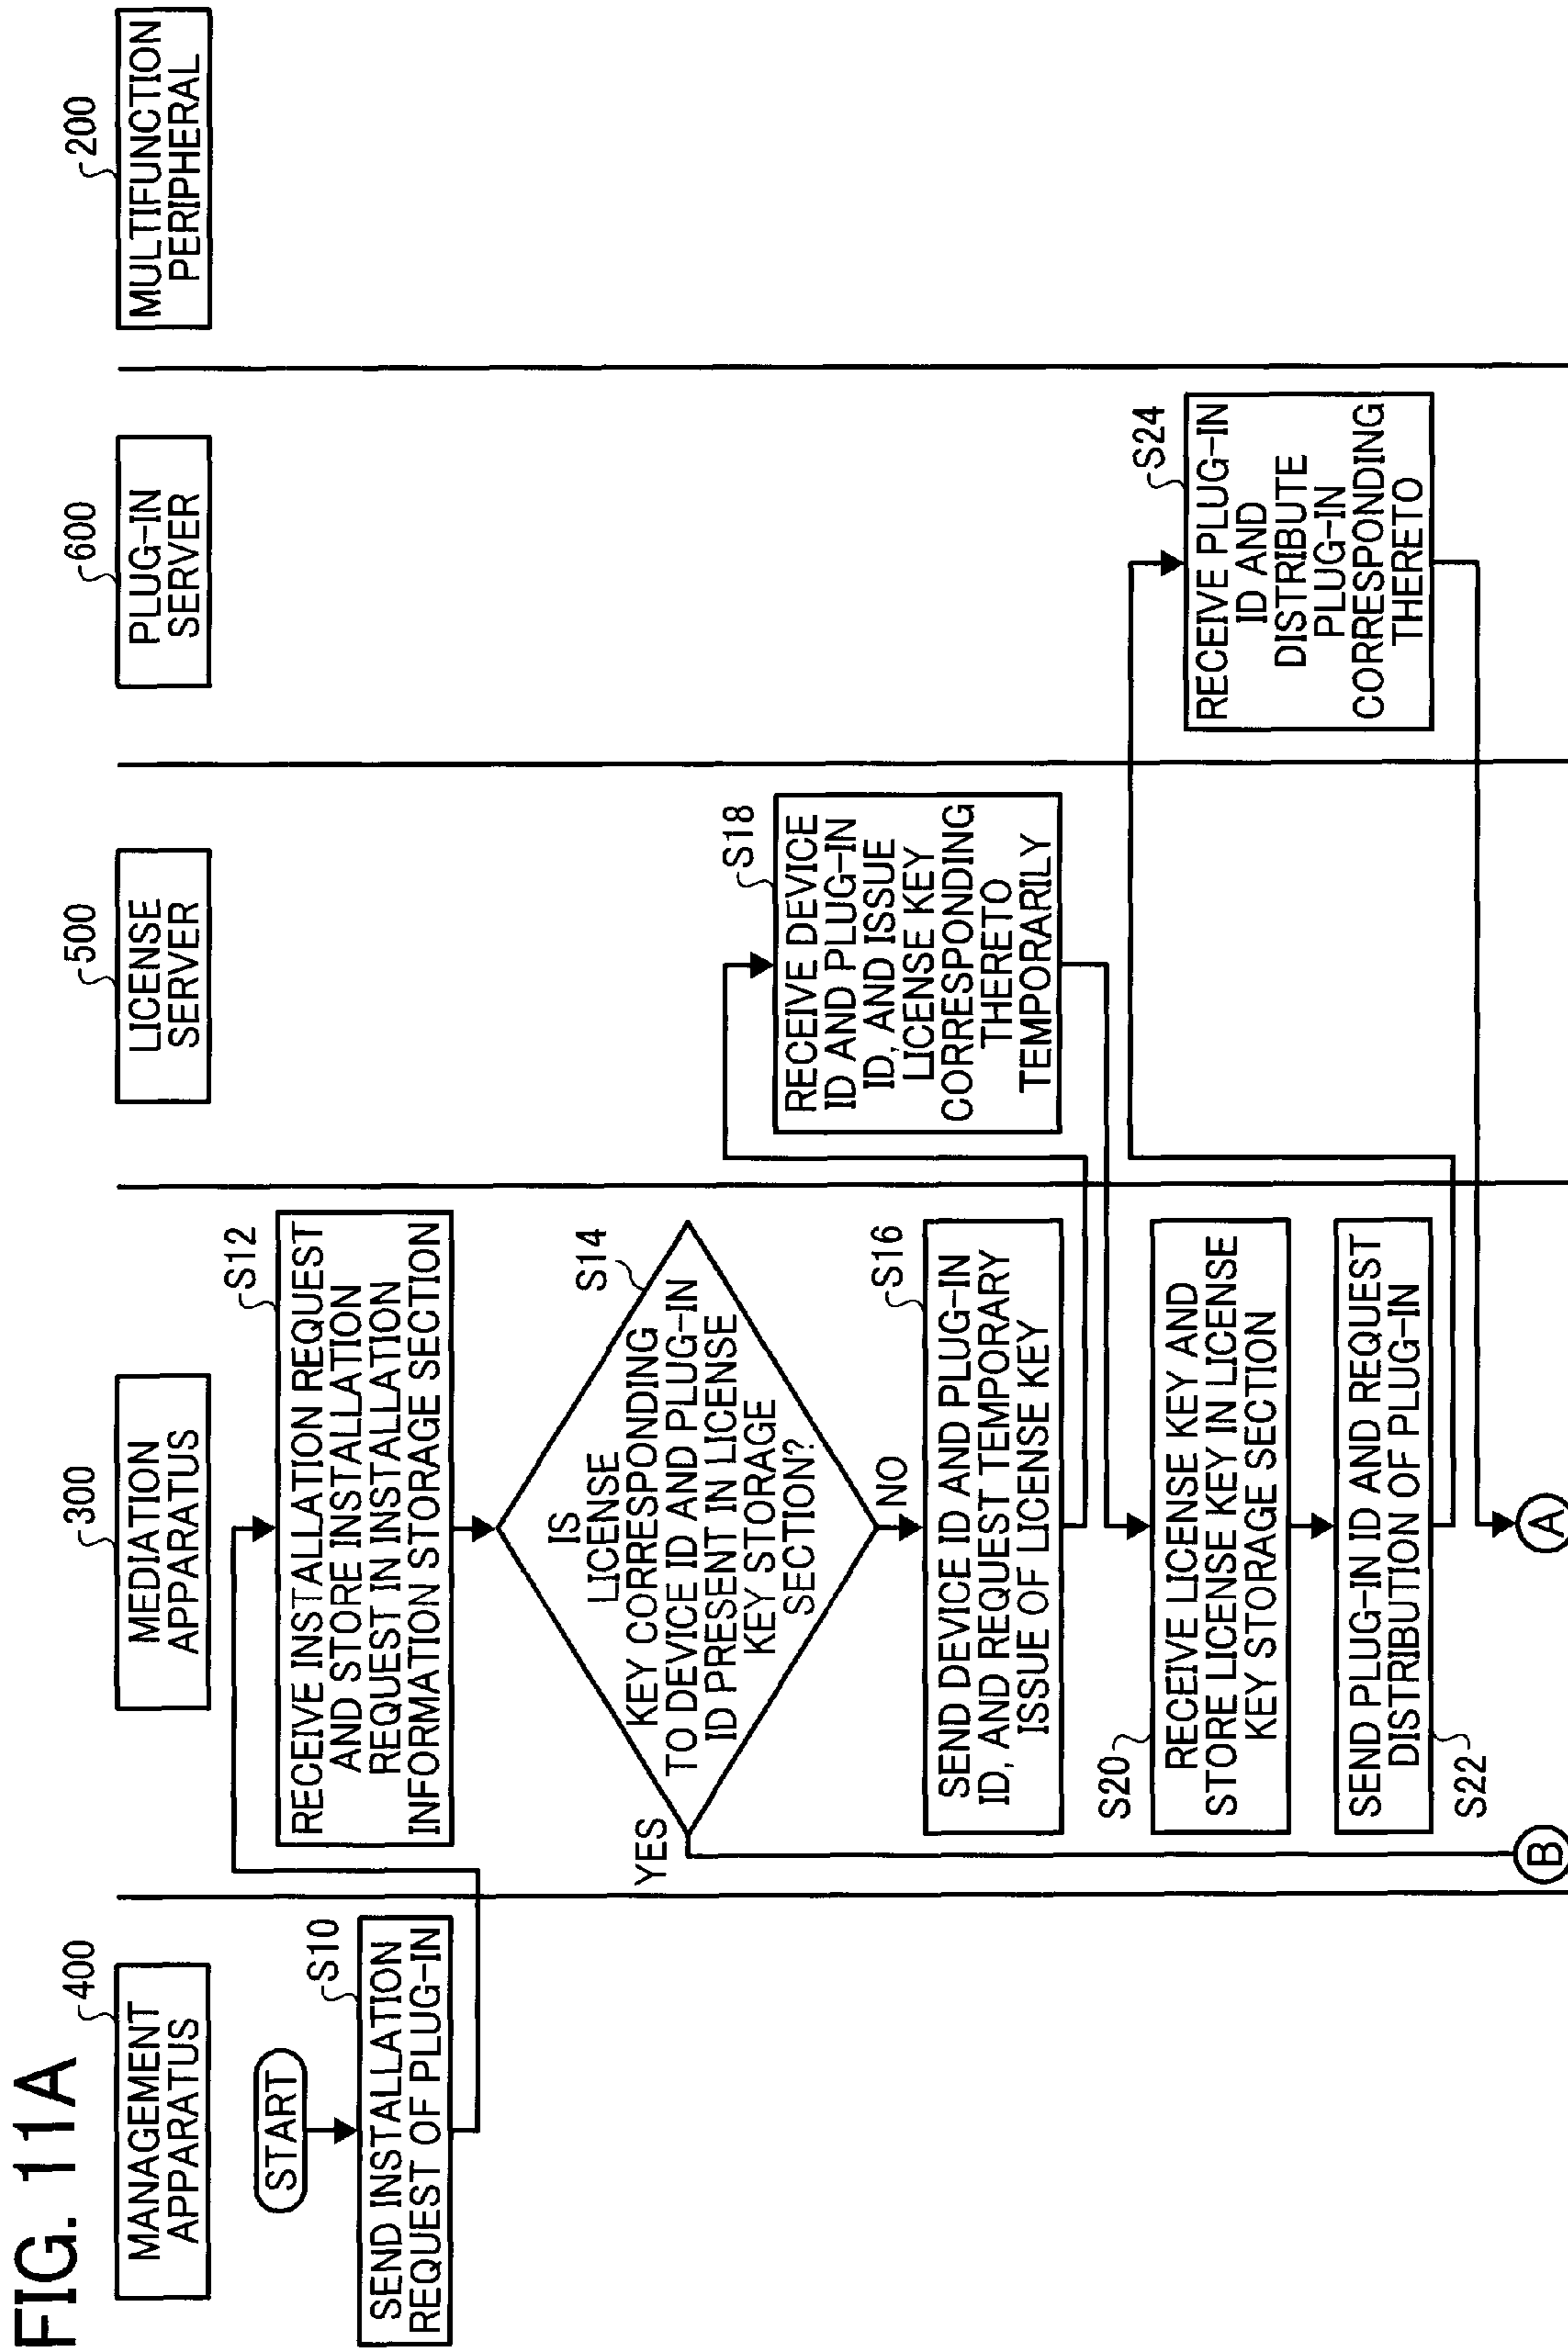 FIG. 11A
400
MANAGEMENT
APPARATUS
300
MEDIATION
APPARATUS
500
LICENSE
SERVER
600
PLUG-IN
SERVER
200
MULTIFUNCTION
PERIPHERAL
START
S10
SEND INSTALLATION
REQUEST OF PLUG-IN
S12
RECEIVE INSTALLATION REQUEST
AND STORE INSTALLATION
REQUEST IN INSTALLATION
INFORMATION STORAGE SECTION
S14
IS
LICENSE
KEY CORRESPONDING
TO DEVICE ID AND PLUG-IN
ID PRESENT IN LICENSE
KEY STORAGE
SECTION?
YES
NO
S16
SEND DEVICE ID AND PLUG-IN
ID, AND REQUEST TEMPORARY
ISSUE OF LICENSE KEY
S18
RECEIVE DEVICE
ID AND PLUG-IN
ID, AND ISSUE
LICENSE KEY
CORRESPONDING
THERETO
TEMPORARILY
S20
RECEIVE LICENSE KEY AND
STORE LICENSE KEY IN LICENSE
KEY STORAGE SECTION
SEND PLUG-IN ID AND REQUEST
DISTRIBUTION OF PLUG-IN
S22
S24
RECEIVE PLUG-IN
ID AND
DISTRIBUTE
PLUG-IN
CORRESPONDING
THERETO
B
A